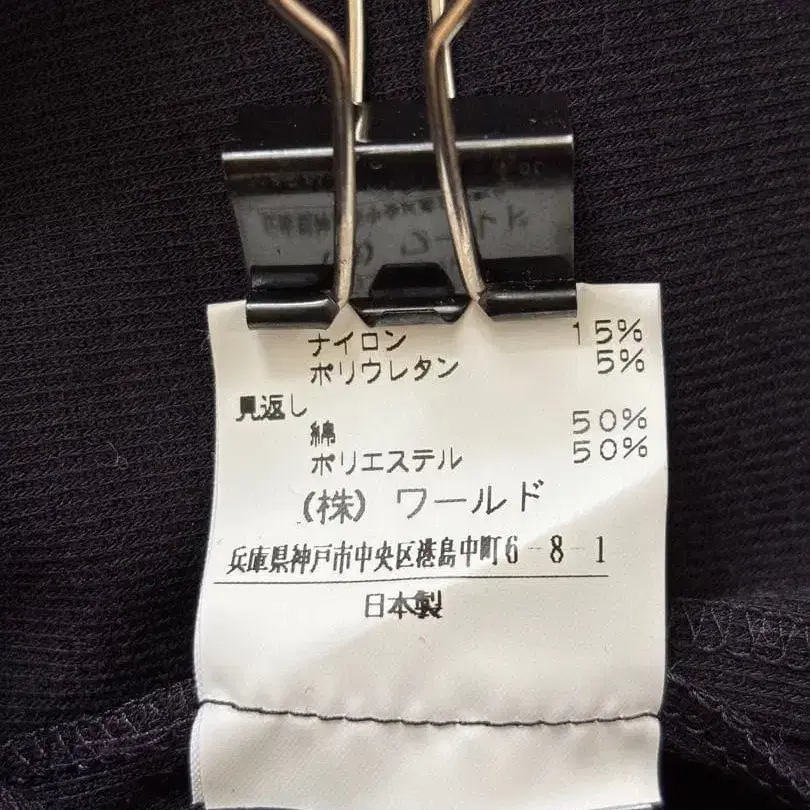 ナイロン 15%
ポリウレタン 5%
見返し
綿 50%
ポリエステル 50%
(株) ワールド
兵庫県神戸市中央区港島中町6-8-1
日本製